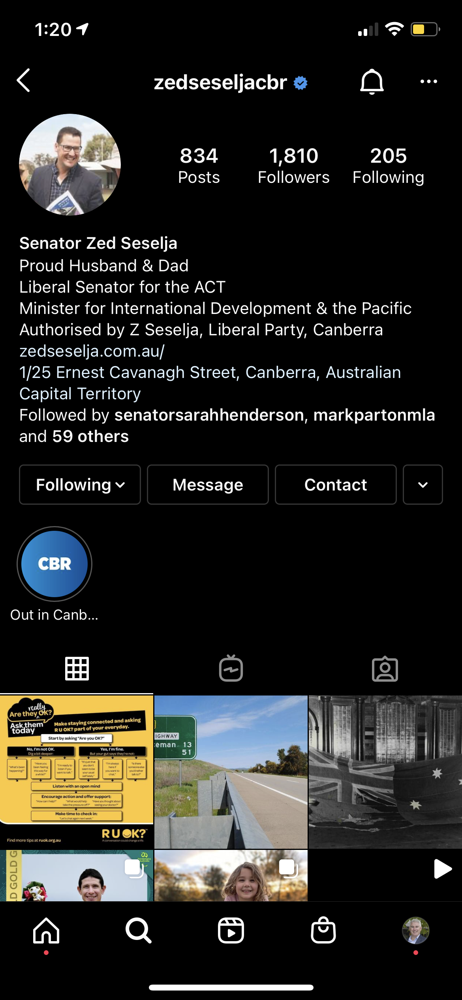 1:20
zedseseljacbr
834
1,810
205
Posts
Followers
Following
Senator Zed Seselja
Proud Husband & Dad
Liberal Senator for the ACT
Minister for International Development & the Pacific
Authorised by Z Seselja, Liberal Party, Canberra
zedseselja.com.au/
1/25 Ernest Cavanagh Street, Canberra, Australian
Capital Territory
Followed by senatorsarahhenderson, markpartonmla
and 59 others
Following
Message
Contact
CBR
Out in Canb...
really
Are they OK?
Ask them
today
Make staying connected and asking
R U OK? part of your everyday.
Start by asking "Are you OK?"
No, I'm not OK.
Dig a bit deeper:
Yes, I'm fine.
But your gut says they're not:
"What's been
happening?"
"Have you
been feeling
this way for
a while?"
"I'm ready to
listen if you
want to talk."
"It's just that
you don't
seem to be
your usual
self lately."
"I'm always
here if
you want to
chat."
"Is there
someone else
you'd rather
talk to?"
Listen with an open mind
Encourage action and offer support:
"How can I help?"
"What would help
take the pressure off?"
"Have you thought about
seeing your doctor?"
Make time to check in:
"Let's chat again next week."
R U OK?™
A conversation could change a life.
Find more tips at ruok.org.au
IGHWAY
eman 13
51
D GOLD G
Paralympics
Australia